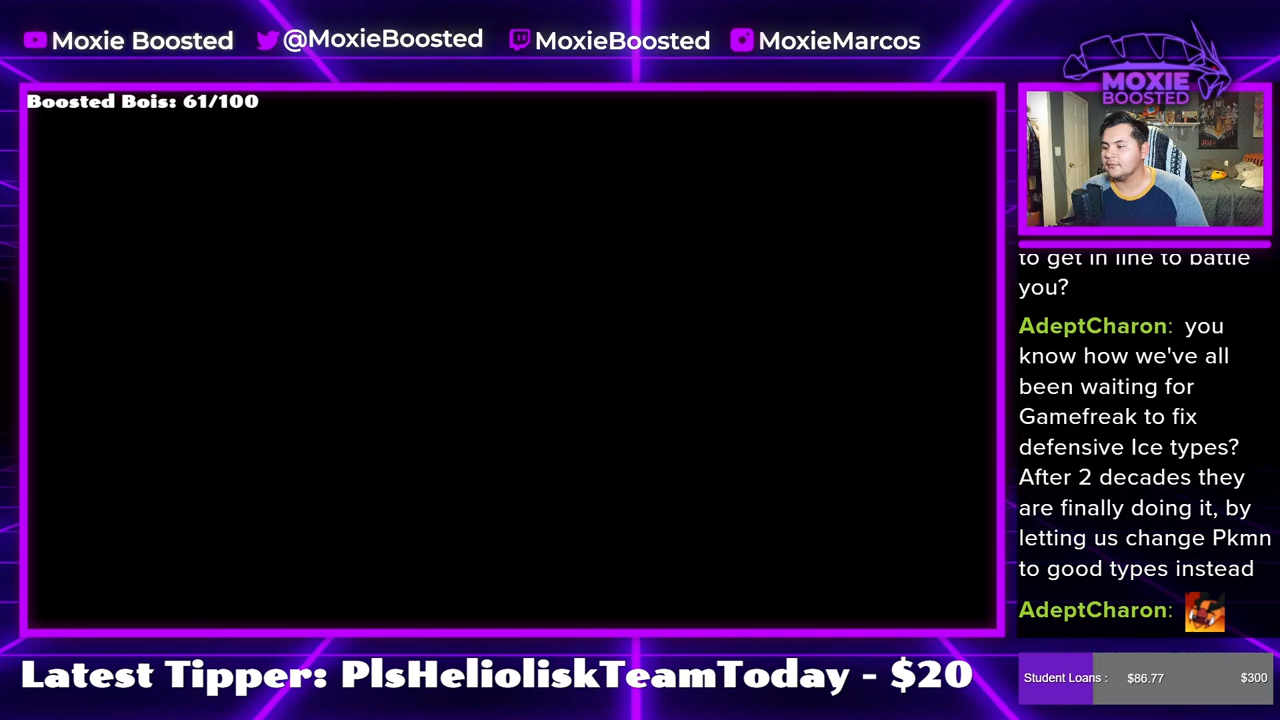 Moxie Boosted
@MoxieBoosted
MoxieBoosted
MoxieMarcos
MOXIE
BOOSTED
Boosted Bois: 61/100
to get in line to battle
you?
AdeptCharon: you
know how we've all
been waiting for
Gamefreak to fix
defensive Ice types?
After 2 decades they
are finally doing it, by
letting us change Pkmn
to good types instead
AdeptCharon:
Latest Tipper: PlsHelioliskTeamToday - $20
Student Loans : $86.77 $300